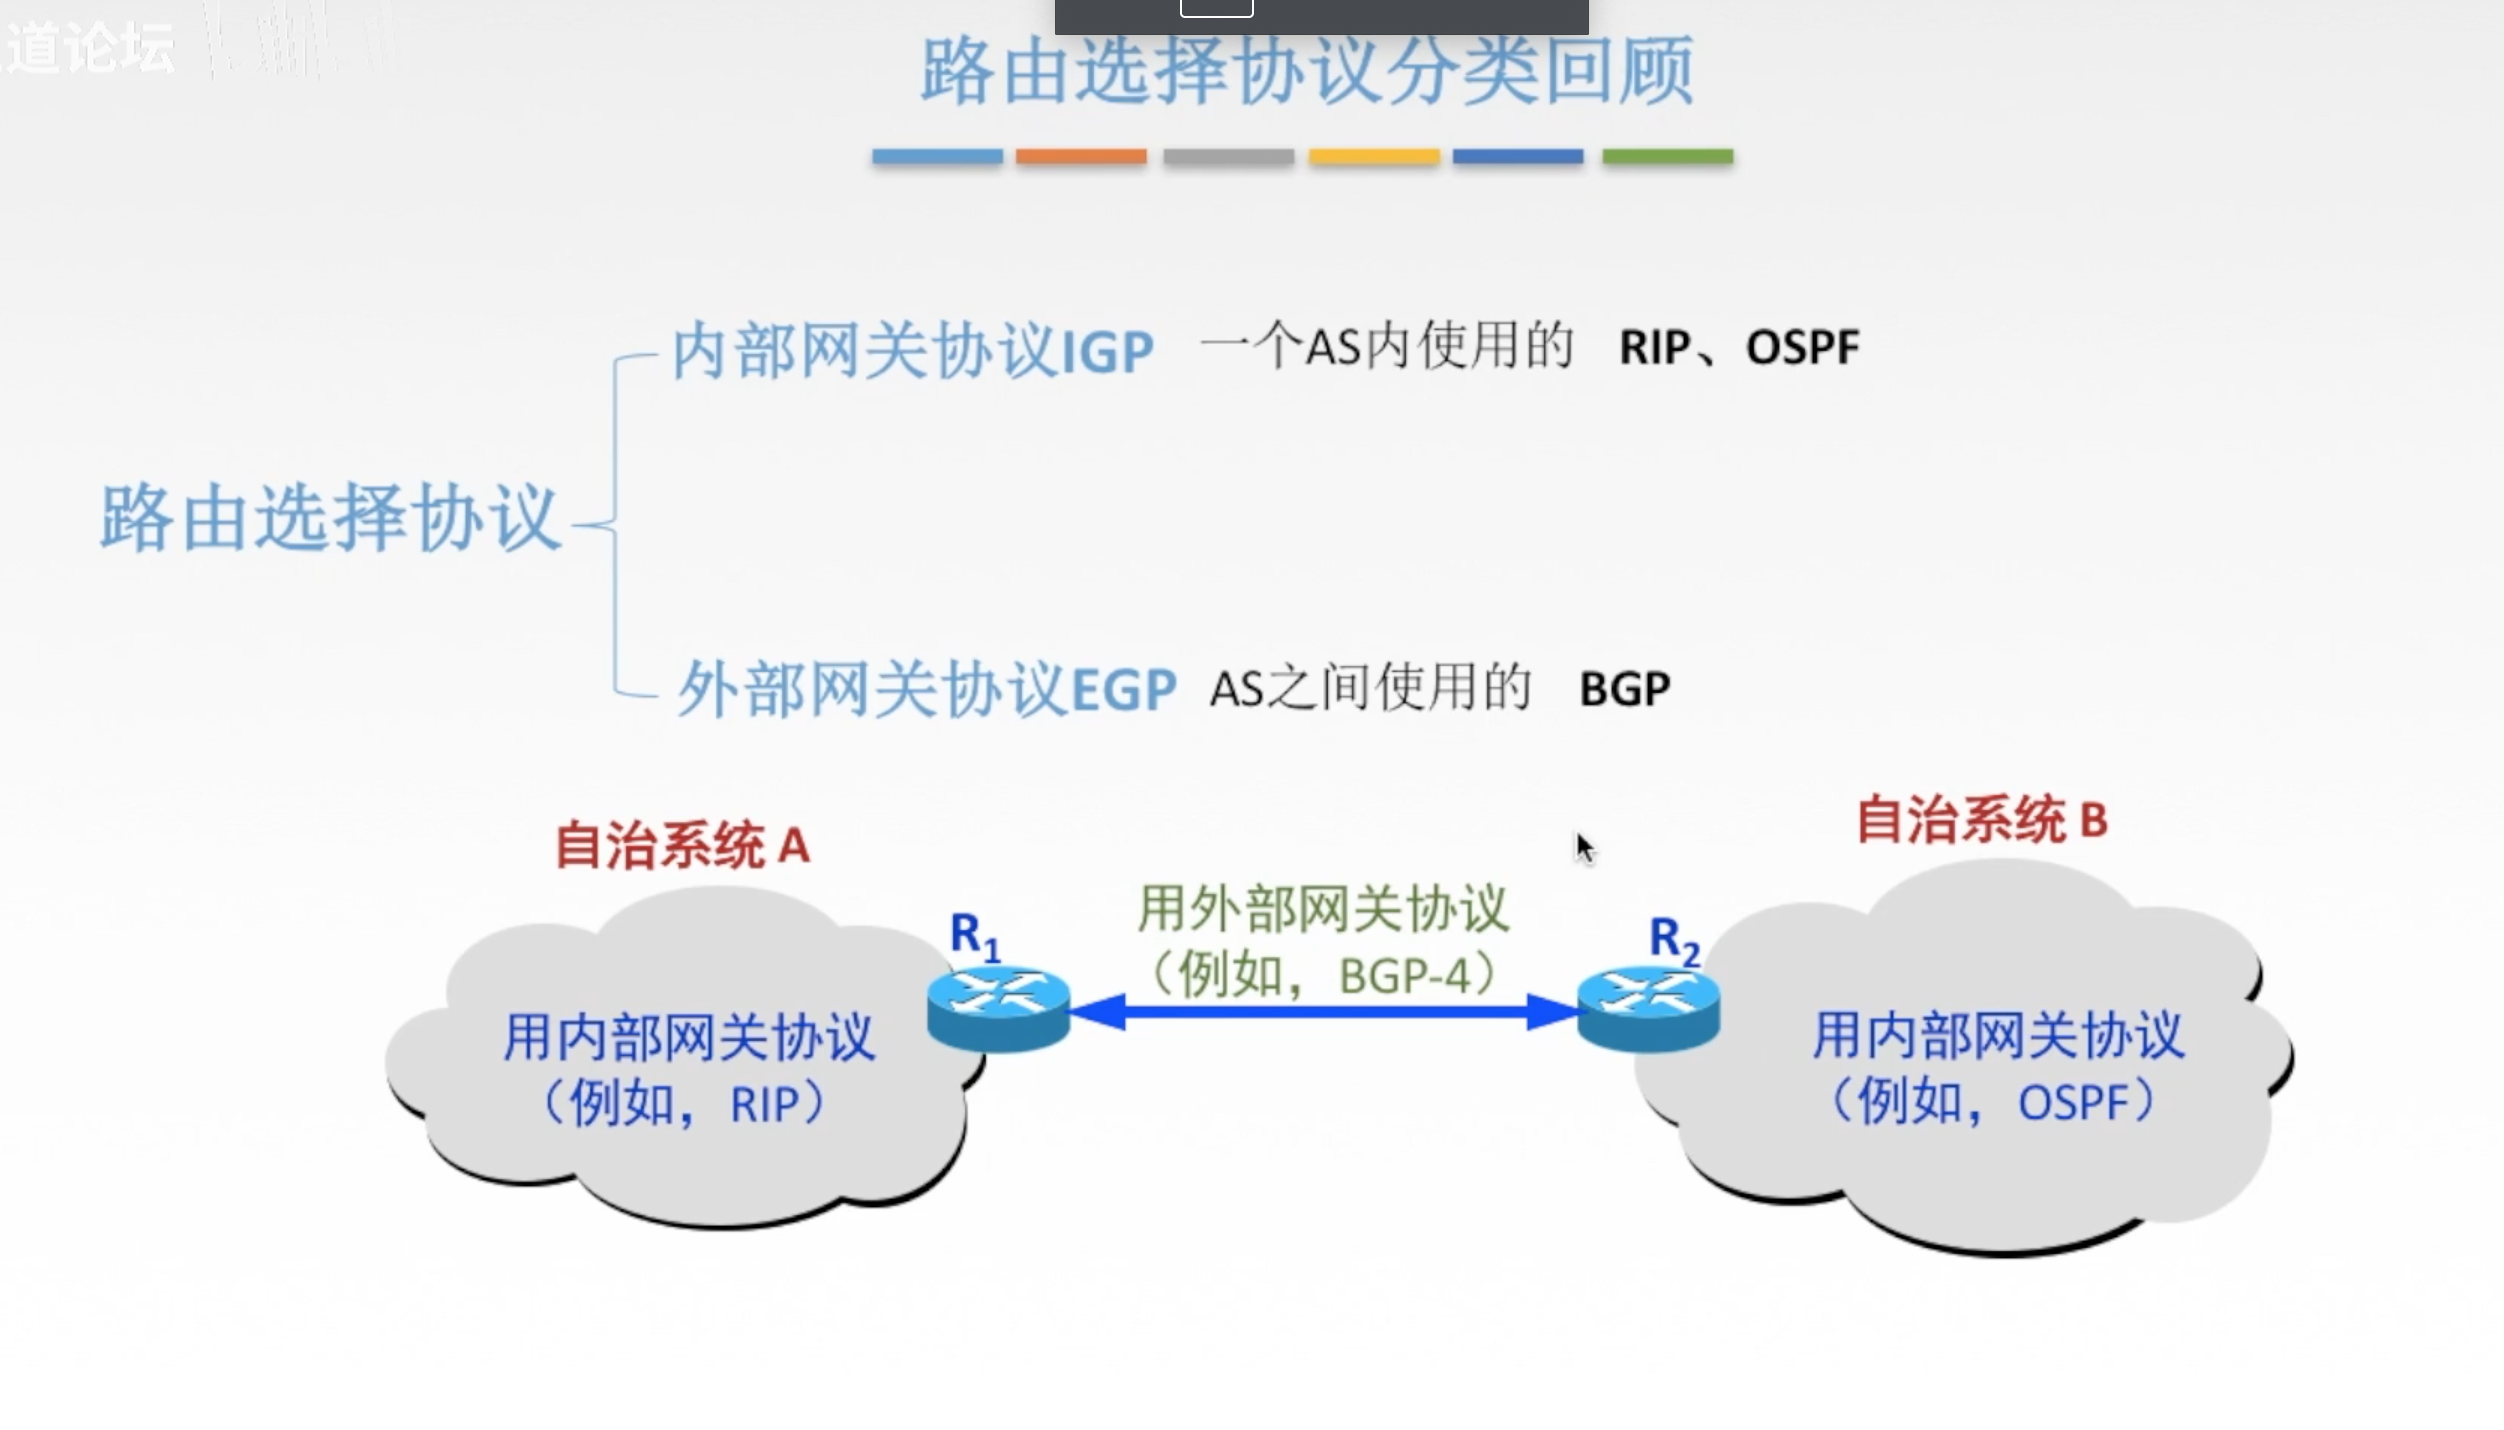 道论坛
路由选择协议分类回顾
内部网关协议IGP 一个AS内使用的 RIP、OSPF
路由选择协议
外部网关协议EGP AS之间使用的 BGP
自治系统 A
自治系统 B
用外部网关协议
（例如，BGP-4）
R1
R2
用内部网关协议
（例如，RIP）
用内部网关协议
（例如，OSPF）